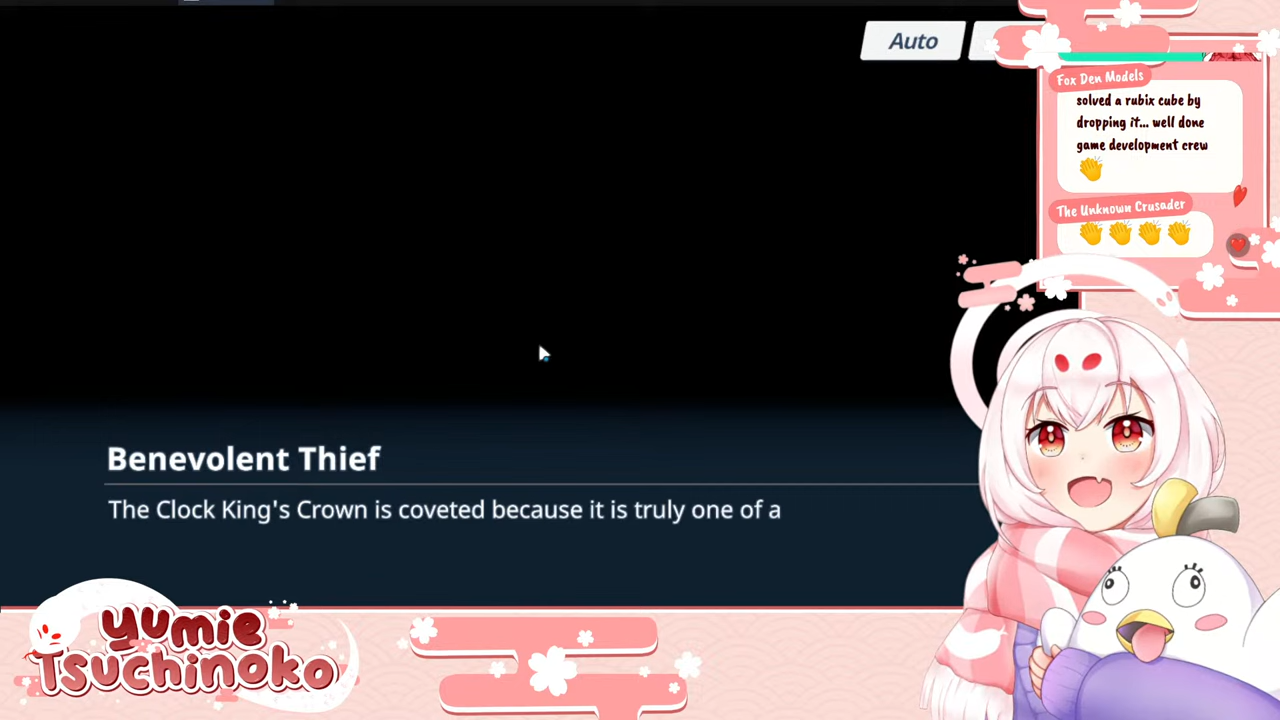 Auto
Fox Den Models
solved a rubix cube by
dropping it... well done
game development crew
👏
The Unknown Crusader
👏 👏 👏 👏
Benevolent Thief
The Clock King's Crown is coveted because it is truly one of a
yumie
Tsuchinoko